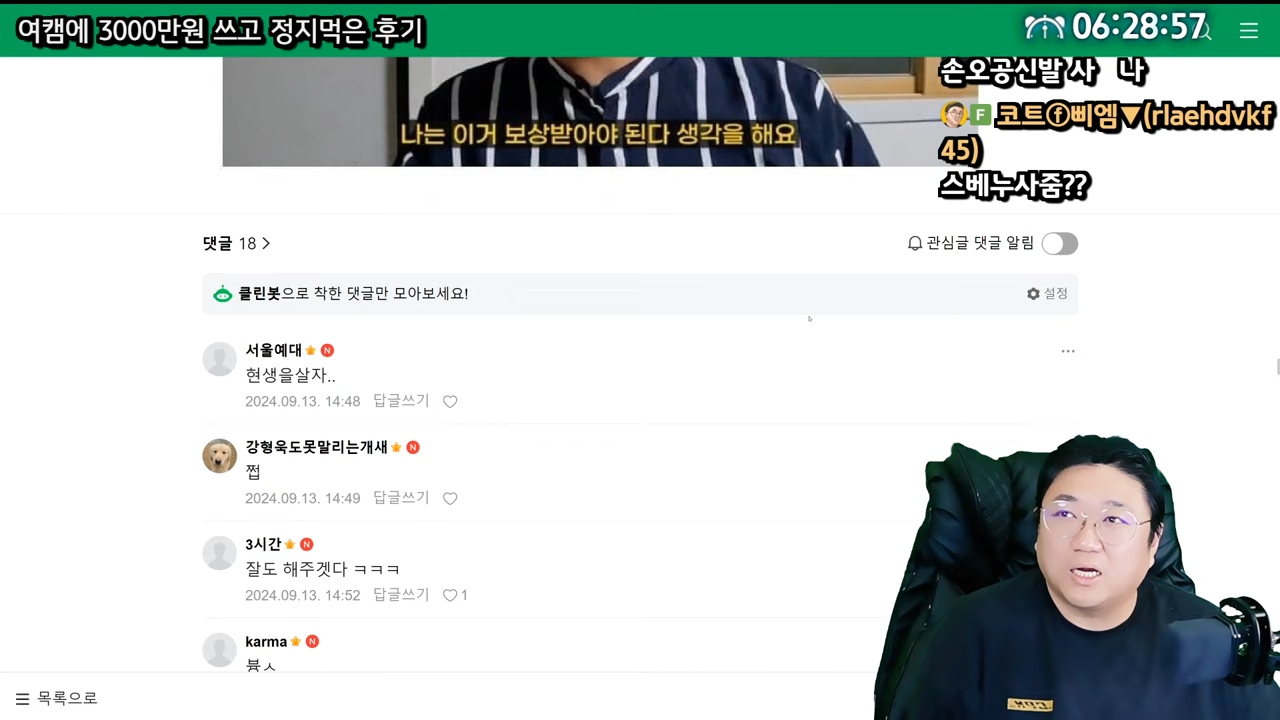 여캠에 3000만원 쓰고 정지먹은 후기
06:28:57
손오공신발 사 나
F 코트ⓕ삐엠▼(rlaehdvkf
45)
스베누사줌??
나는 이거 보상받아야 된다 생각을 해요
댓글 18 >
관심글 댓글 알림
클린봇으로 착한 댓글만 모아보세요!
설정
서울예대 N
현생을살자..
2024.09.13. 14:48 답글쓰기
강형욱도못말리는개새 N
쩝
2024.09.13. 14:49 답글쓰기
3시간 N
잘도 해주겟다 ㅋㅋㅋ
2024.09.13. 14:52 답글쓰기 1
karma N
뷶ㅅ
목록으로